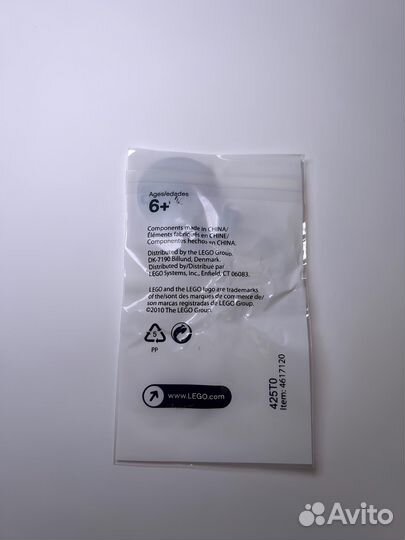 Ages/edades
6+
Components made in CHINA/
Éléments fabriqués en CHINE/
Componentes hechos en CHINA.
Distributed by the LEGO Group.
DK-7190 Billund, Denmark.
Distributed by/Distribue par
LEGO Systems, Inc., Enfield, CT 06083.
LEGO and the LEGO logo are trademarks
of the/sont des marques de commerce de/
son marcas registradas de LEGO Group.
©2010 The LEGO Group.
5
PP
www.LEGO.com
425T0
Item: 4617120
Avito